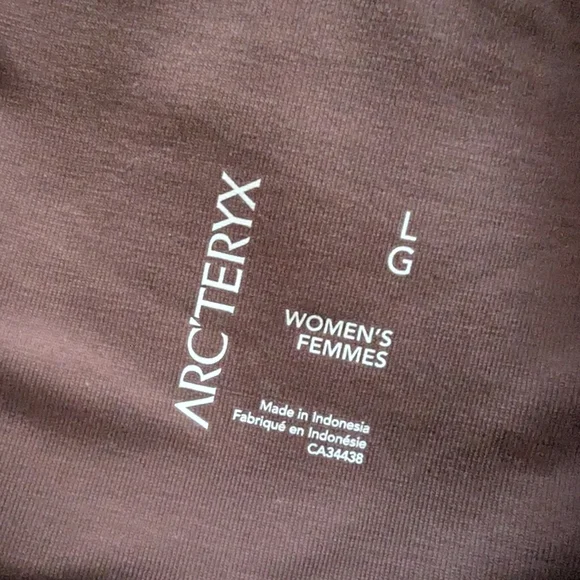 ARC'TERYX
L
G
WOMEN'S
FEMMES
Made in Indonesia
Fabriqué en Indonésie
CA34438